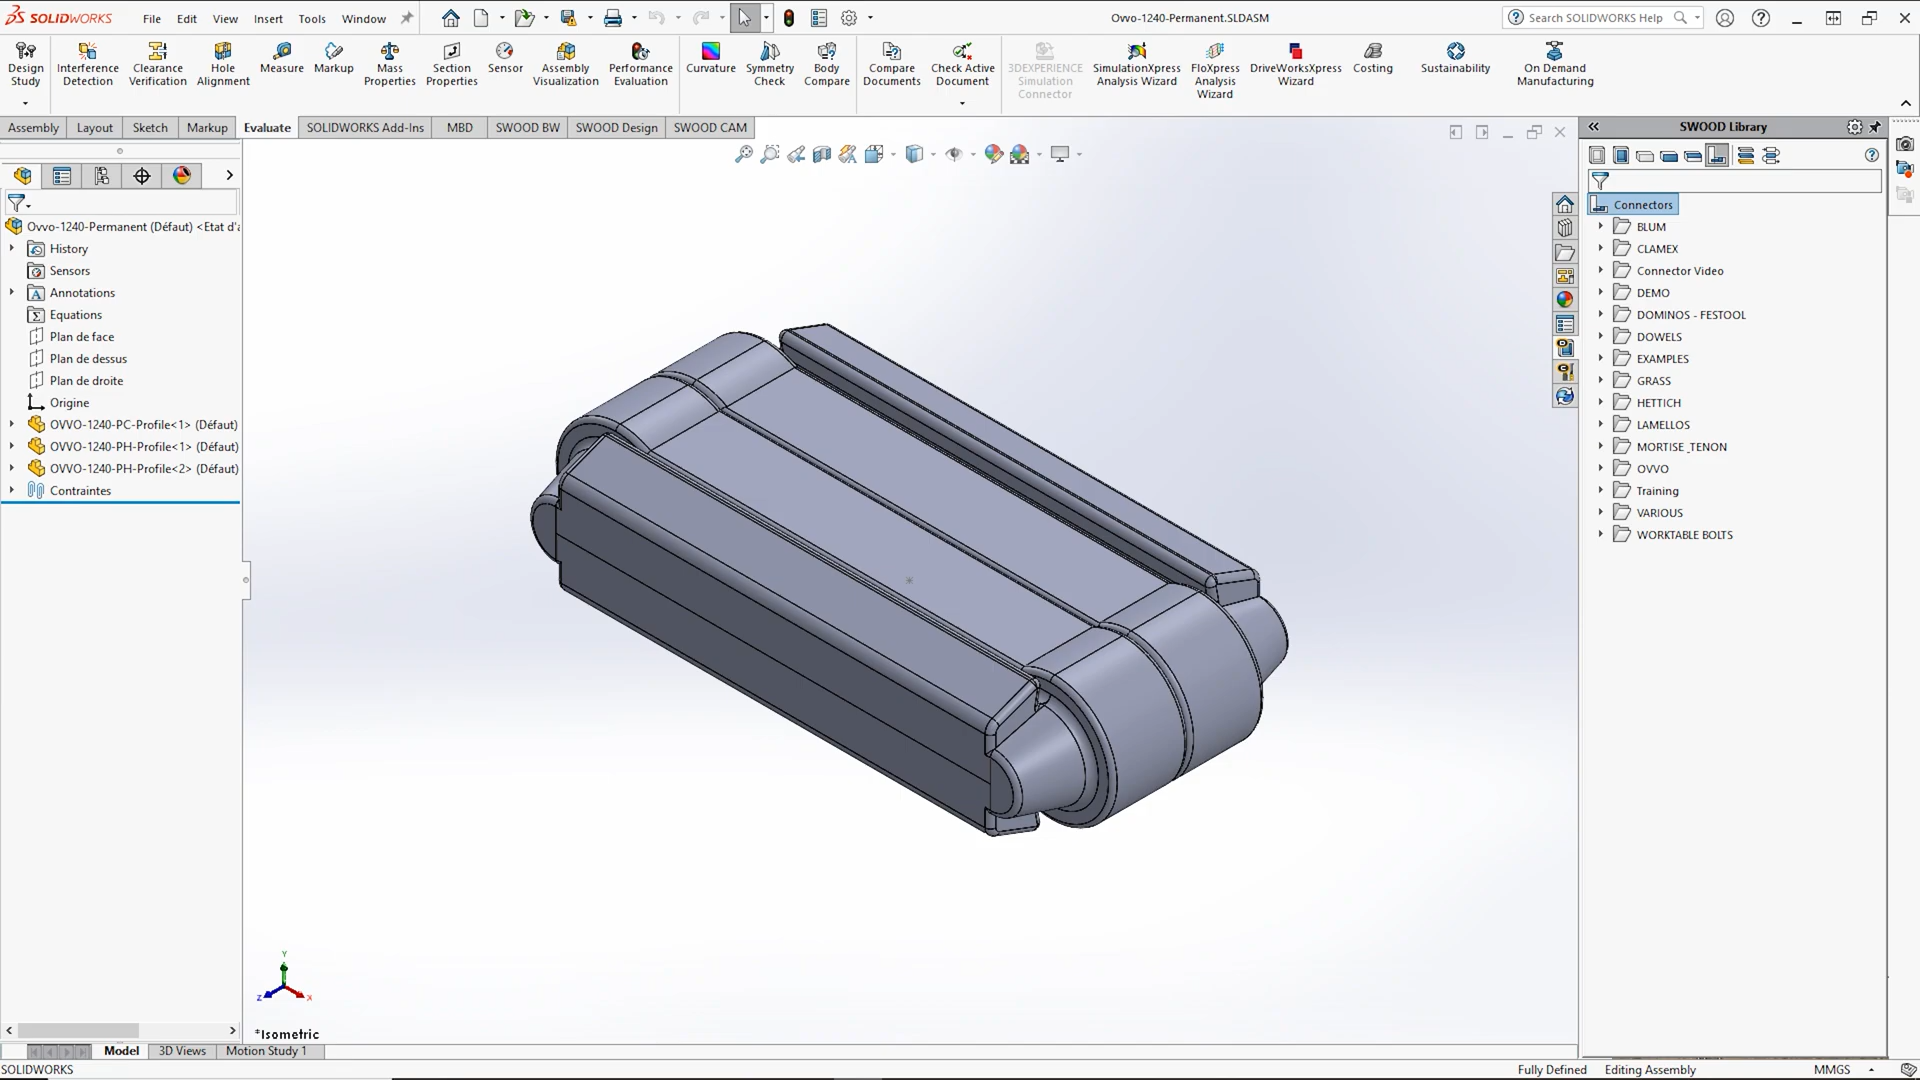 SOLIDWORKS File Edit View Insert Tools Window Ovvo-1240-Permanent.SLDASM Search SOLIDWORKS Help
Design Study
Interference Detection
Clearance Verification
Hole Alignment
Measure
Markup
Mass Properties
Section Properties
Sensor
Assembly Visualization
Performance Evaluation
Curvature
Symmetry Check
Body Compare
Compare Documents
Check Active Document
3DEXPERIENCE Simulation Connector
SimulationXpress Analysis Wizard
FloXpress Analysis Wizard
DriveWorksXpress Wizard
Costing
Sustainability
On Demand Manufacturing
Assembly Layout Sketch Markup Evaluate SOLIDWORKS Add-Ins MBD SWOOD BW SWOOD Design SWOOD CAM
SWOOD Library
Ovvo-1240-Permanent (Défaut) <Etat d'a
History
Sensors
Annotations
Equations
Plan de face
Plan de dessus
Plan de droite
Origine
OVVO-1240-PC-Profile<1> (Défaut)
OVVO-1240-PH-Profile<1> (Défaut)
OVVO-1240-PH-Profile<2> (Défaut)
Contraintes
Connectors
BLUM
CLAMEX
Connector Video
DEMO
DOMINOS - FESTOOL
DOWELS
EXAMPLES
GRASS
HETTICH
LAMELLOS
MORTISE_TENON
OVVO
Training
VARIOUS
WORKTABLE BOLTS
Y
Z X
*Isometric
Model 3D Views Motion Study 1
SOLIDWORKS Fully Defined Editing Assembly MMGS